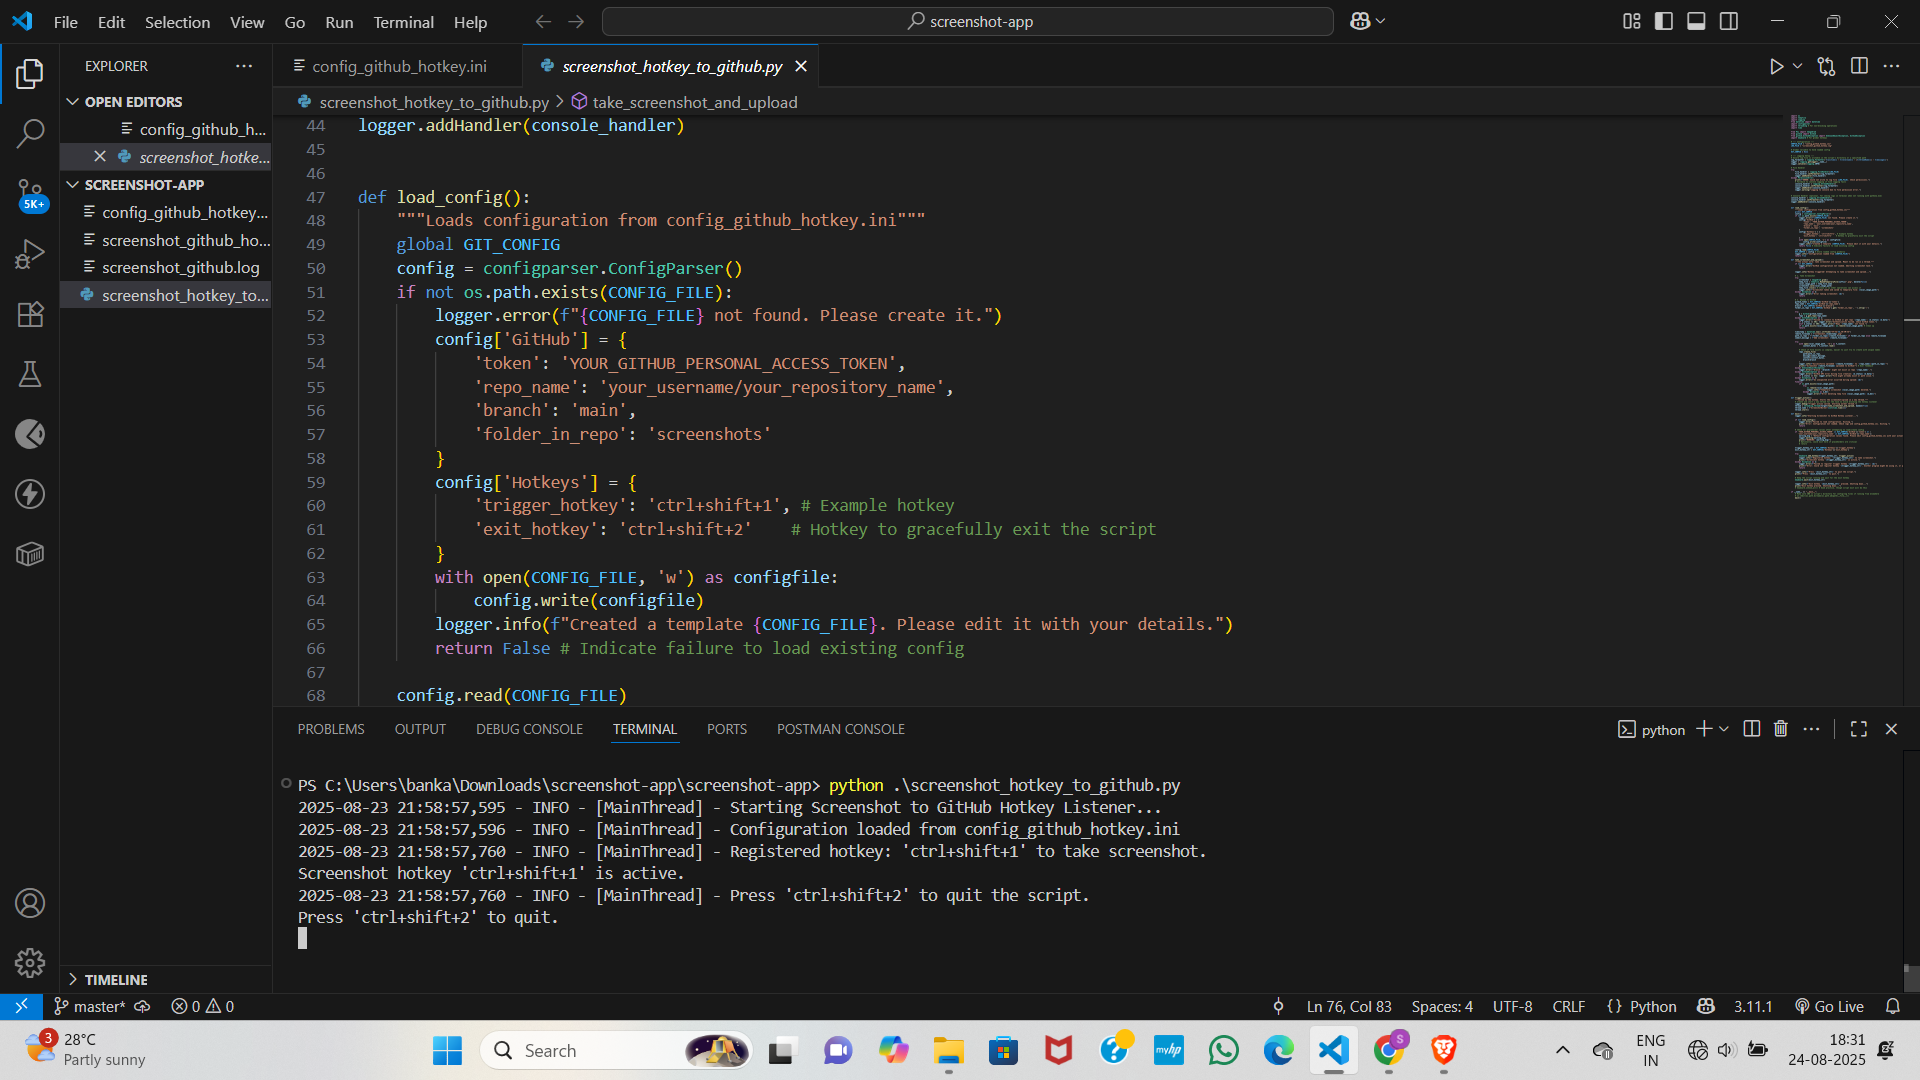 File Edit Selection View Go Run Terminal Help
screenshot-app
EXPLORER
OPEN EDITORS
config_github_h...
screenshot_hotke...
SCREENSHOT-APP
config_github_hotkey...
screenshot_github_ho...
screenshot_github.log
screenshot_hotkey_to...
TIMELINE
5K+
config_github_hotkey.ini
screenshot_hotkey_to_github.py
screenshot_hotkey_to_github.py > take_screenshot_and_upload
44 logger.addHandler(console_handler)
45
46
47 def load_config():
48 """Loads configuration from config_github_hotkey.ini"""
49 global GIT_CONFIG
50 config = configparser.ConfigParser()
51 if not os.path.exists(CONFIG_FILE):
52 logger.error(f"{CONFIG_FILE} not found. Please create it.")
53 config['GitHub'] = {
54 'token': 'YOUR_GITHUB_PERSONAL_ACCESS_TOKEN',
55 'repo_name': 'your_username/your_repository_name',
56 'branch': 'main',
57 'folder_in_repo': 'screenshots'
58 }
59 config['Hotkeys'] = {
60 'trigger_hotkey': 'ctrl+shift+1', # Example hotkey
61 'exit_hotkey': 'ctrl+shift+2' # Hotkey to gracefully exit the script
62 }
63 with open(CONFIG_FILE, 'w') as configfile:
64 config.write(configfile)
65 logger.info(f"Created a template {CONFIG_FILE}. Please edit it with your details.")
66 return False # Indicate failure to load existing config
67
68 config.read(CONFIG_FILE)
PROBLEMS OUTPUT DEBUG CONSOLE TERMINAL PORTS POSTMAN CONSOLE
python
PS C:\Users\banka\Downloads\screenshot-app\screenshot-app> python .\screenshot_hotkey_to_github.py
2025-08-23 21:58:57,595 - INFO - [MainThread] - Starting Screenshot to GitHub Hotkey Listener...
2025-08-23 21:58:57,596 - INFO - [MainThread] - Configuration loaded from config_github_hotkey.ini
2025-08-23 21:58:57,760 - INFO - [MainThread] - Registered hotkey: 'ctrl+shift+1' to take screenshot.
Screenshot hotkey 'ctrl+shift+1' is active.
2025-08-23 21:58:57,760 - INFO - [MainThread] - Press 'ctrl+shift+2' to quit the script.
Press 'ctrl+shift+2' to quit.
master* 0 0
Ln 76, Col 83 Spaces: 4 UTF-8 CRLF {} Python 3.11.1 Go Live
3
28°C
Partly sunny
Search
myhp
S
ENG
IN
18:31
24-08-2025